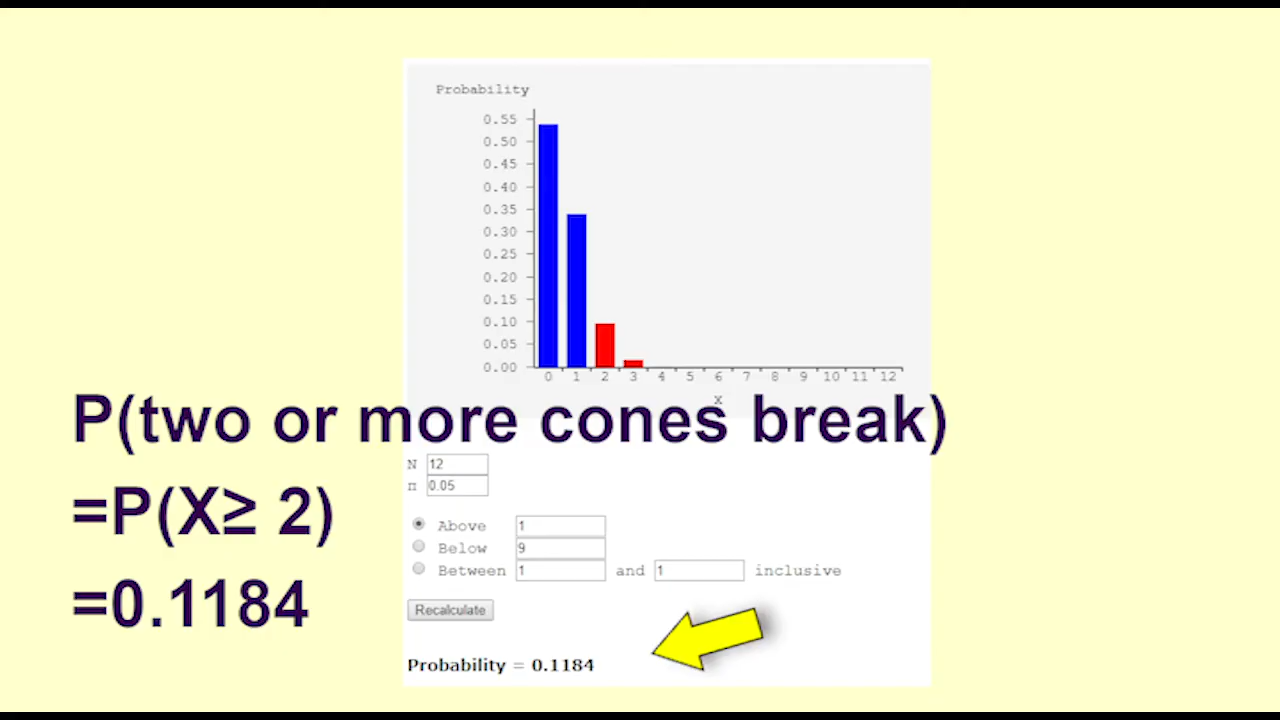 Probability
0.55
0.50
0.45
0.40
0.35
0.30
0.25
0.20
0.15
0.10
0.05
0.00
0 1 2 3 4 5 6 7 8 9 10 11 12
x
P(two or more cones break)
N 12
π 0.05
=P(X≥ 2)
Above 1
Below 9
Between 1 and 1 inclusive
=0.1184
Recalculate
Probability = 0.1184